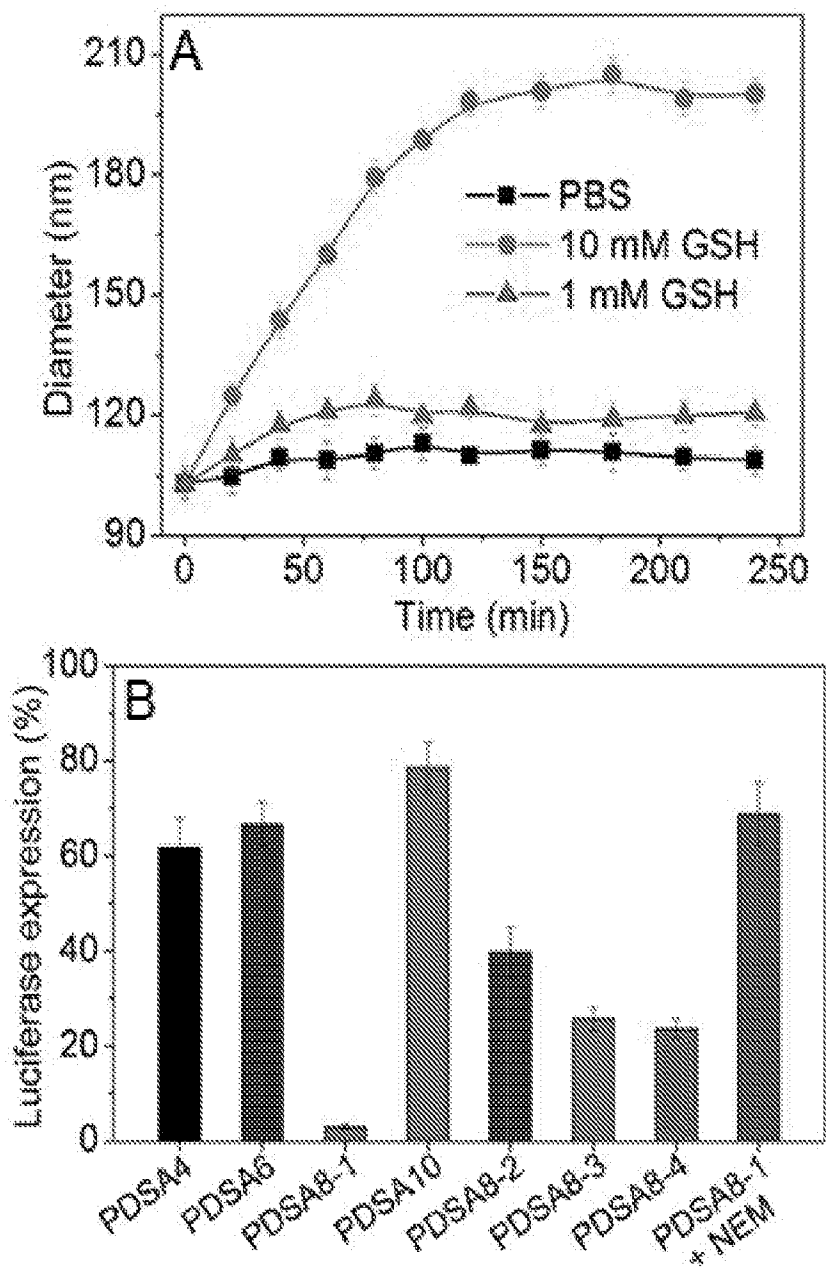 A
210
180
150
120
90
Diameter (nm)
PBS
10 mM GSH
1 mM GSH
0
50
100
150
200
250
Time (min)
B
100
80
60
40
20
0
Luciferase expression (%)
PDSA4
PDSA6
PDSA8-1
PDSA10
PDSA8-2
PDSA8-3
PDSA8-4
PDSA8-1
+ NEM